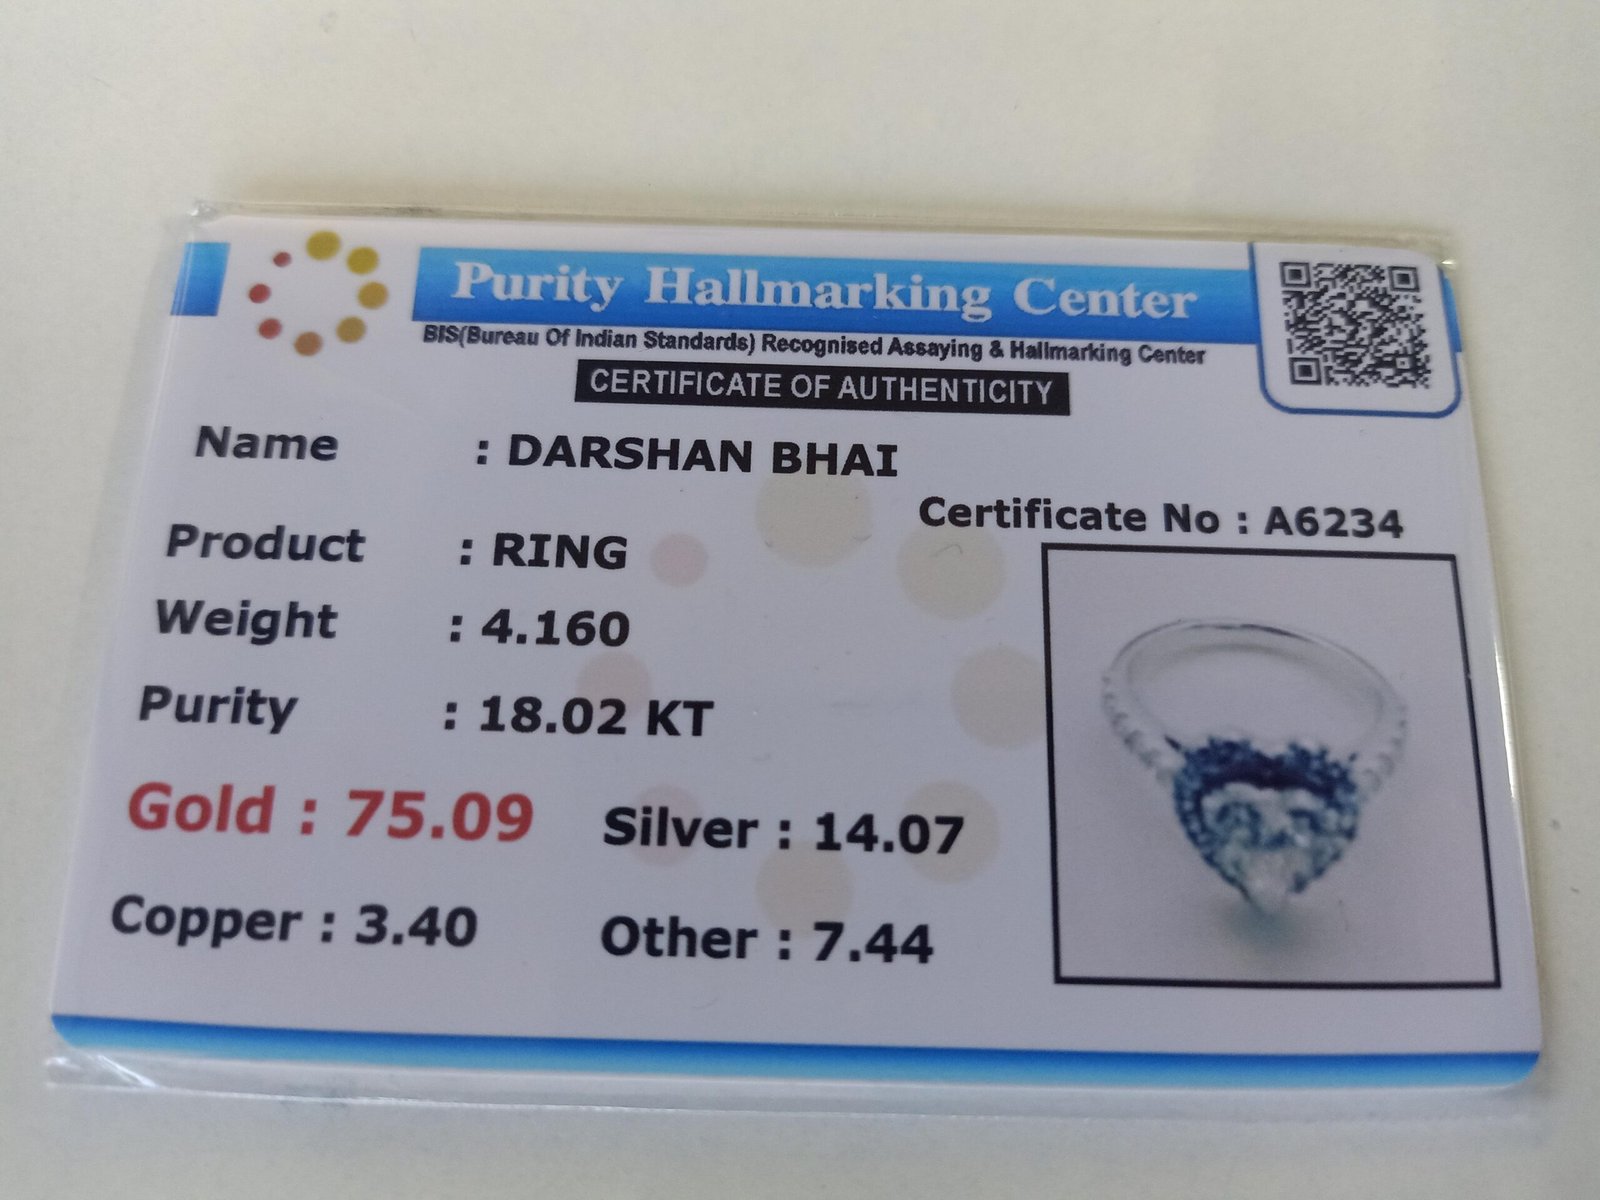 Purity Hallmarking Center
BIS(Bureau Of Indian Standards) Recognised Assaying & Hallmarking Center
CERTIFICATE OF AUTHENTICITY
Name : DARSHAN BHAI
Certificate No : A6234
Product : RING
Weight : 4.160
Purity : 18.02 KT
Gold : 75.09 Silver : 14.07
Copper : 3.40 Other : 7.44